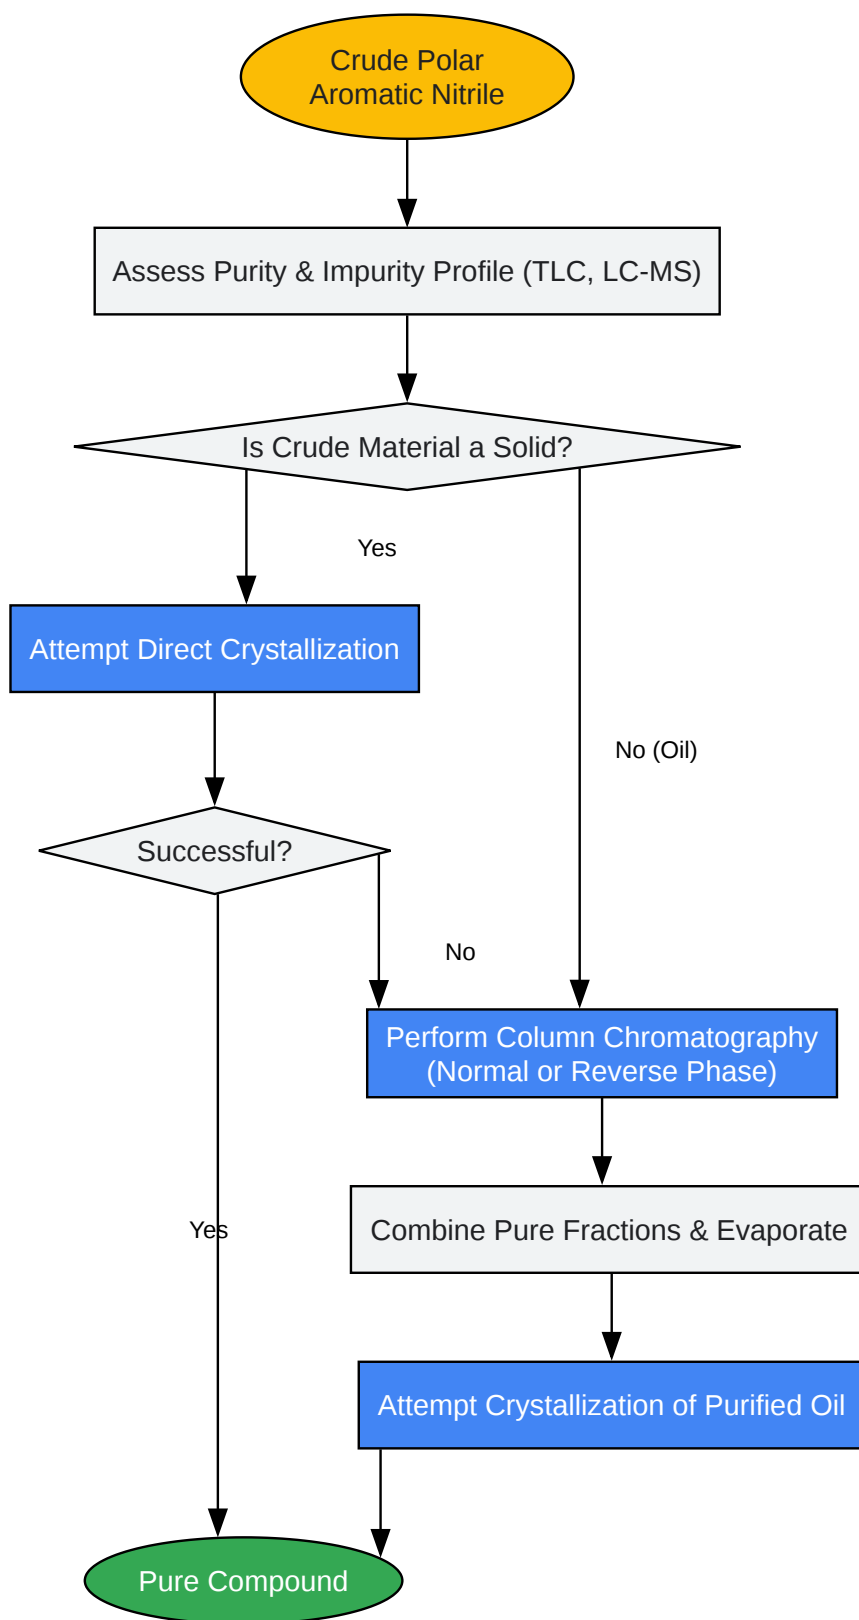 Crude Polar
Aromatic Nitrile
Assess Purity & Impurity Profile (TLC, LC-MS)
Is Crude Material a Solid?
Yes
Attempt Direct Crystallization
No (Oil)
Successful?
No
Perform Column Chromatography
(Normal or Reverse Phase)
Yes
Combine Pure Fractions & Evaporate
Attempt Crystallization of Purified Oil
Pure Compound